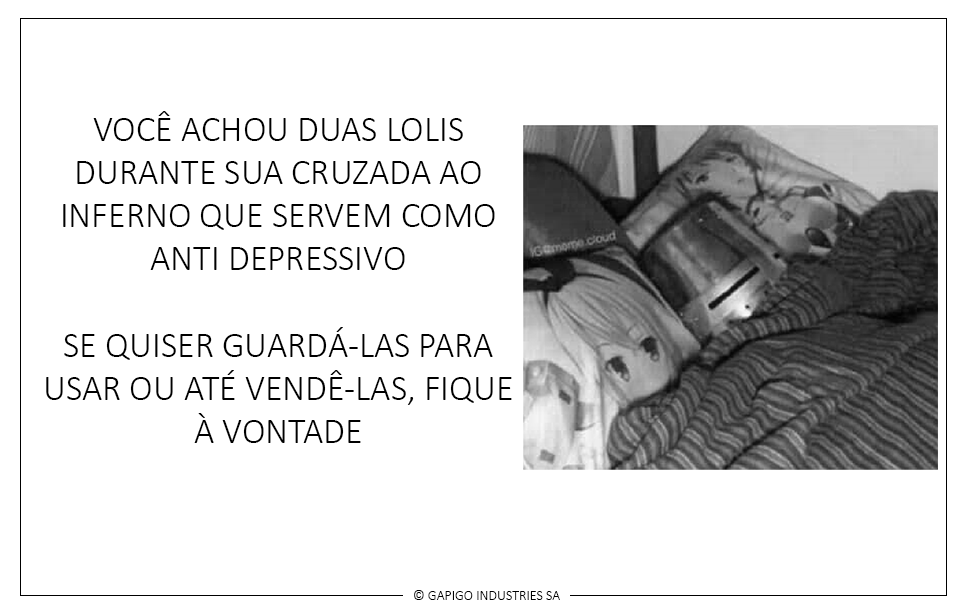 VOCÊ ACHOU DUAS LOLIS
DURANTE SUA CRUZADA AO
INFERNO QUE SERVEM COMO
ANTI DEPRESSIVO
SE QUISER GUARDÁ-LAS PARA
USAR OU ATÉ VENDÊ-LAS, FIQUE
À VONTADE
IG@meme.cloud
© GAPIGO INDUSTRIES SA